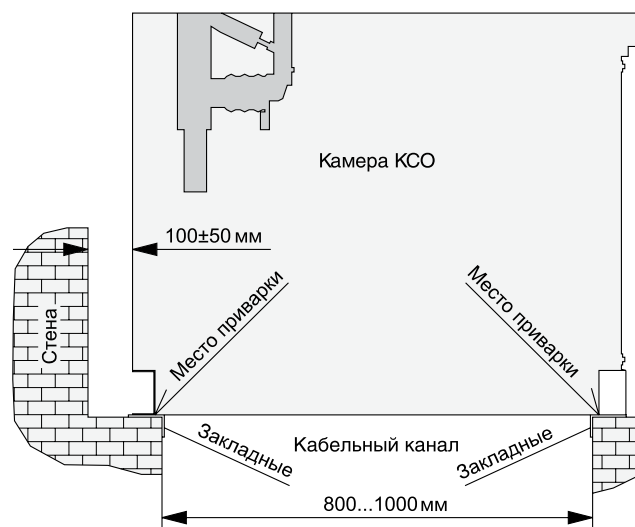 Камера КСО
100±50 мм
Место приварки
Место приварки
Стена
Закладные
Кабельный канал
Закладные
800...1000 мм